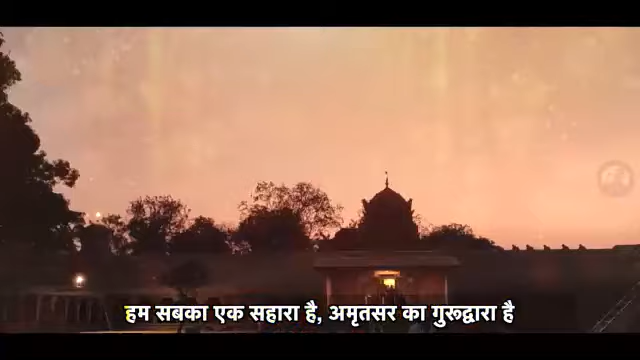 हम सबका एक सहारा है, अमृतसर का गुरूद्वारा है